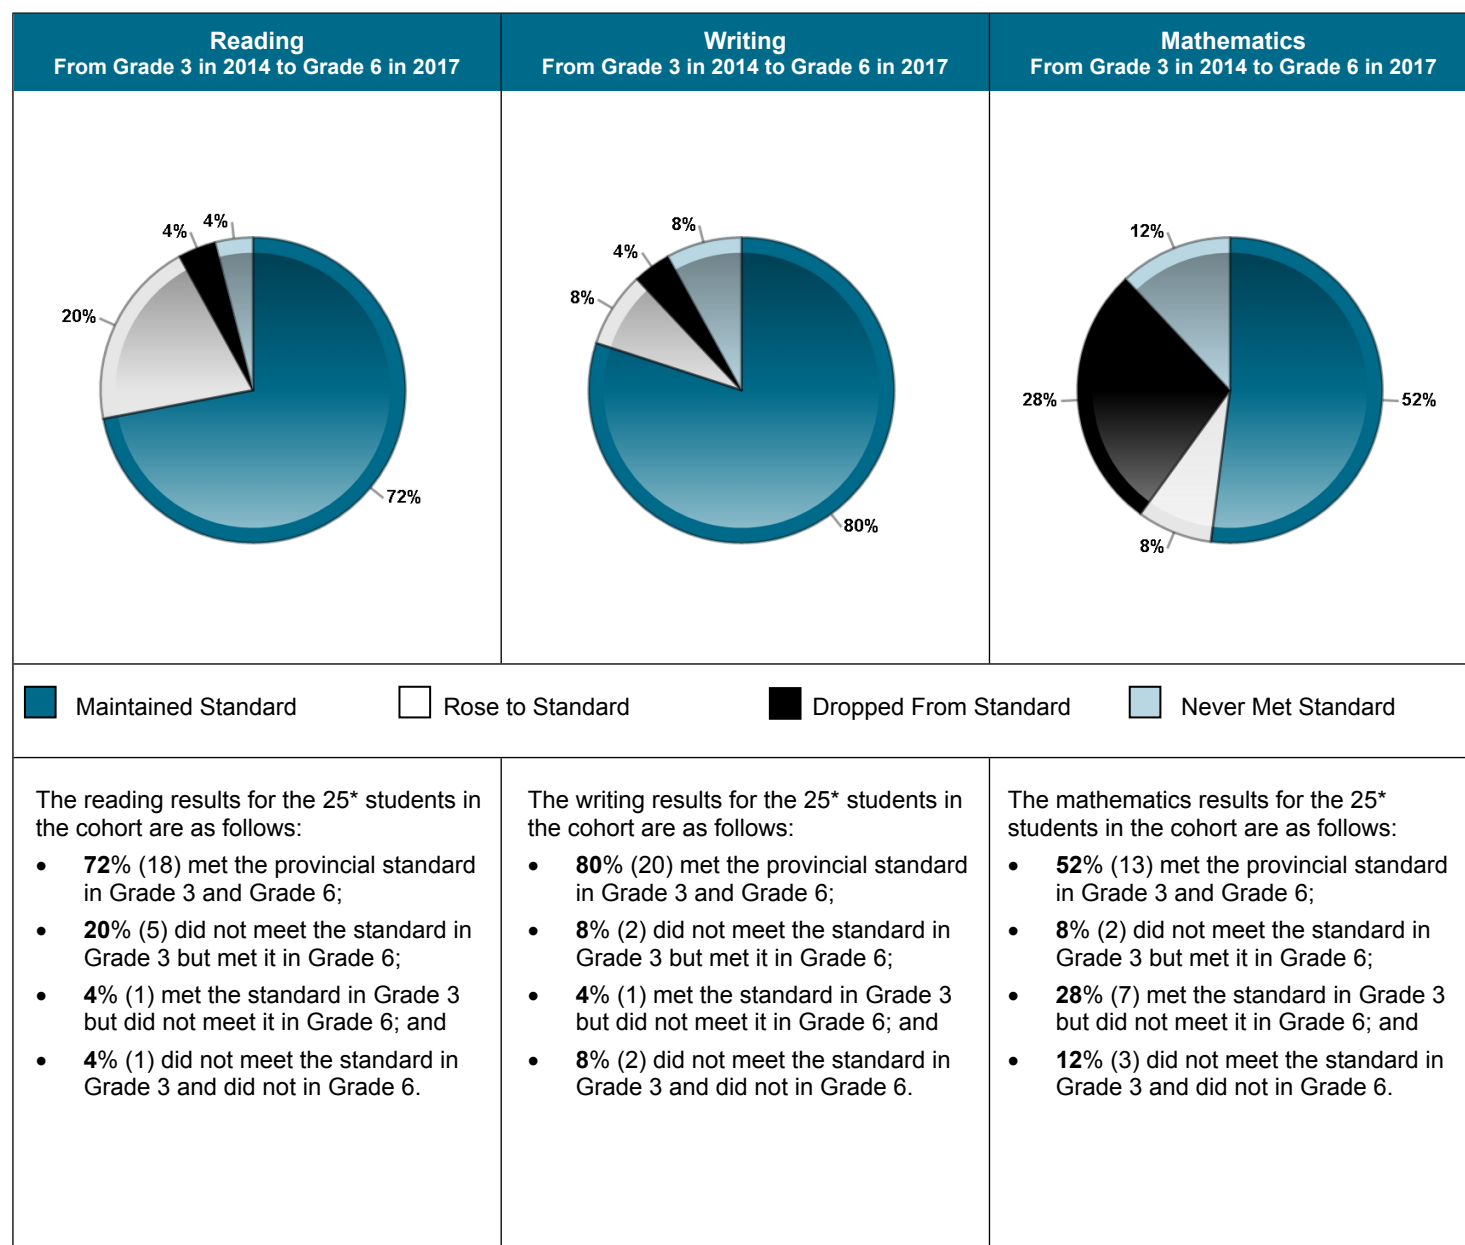 Reading
From Grade 3 in 2014 to Grade 6 in 2017
Writing
From Grade 3 in 2014 to Grade 6 in 2017
Mathematics
From Grade 3 in 2014 to Grade 6 in 2017
4%
4%
20%
72%
8%
4%
8%
80%
12%
28%
52%
8%
Maintained Standard
Rose to Standard
Dropped From Standard
Never Met Standard
The reading results for the 25* students in
the cohort are as follows:
• 72% (18) met the provincial standard
in Grade 3 and Grade 6;
• 20% (5) did not meet the standard in
Grade 3 but met it in Grade 6;
• 4% (1) met the standard in Grade 3
but did not meet it in Grade 6; and
• 4% (1) did not meet the standard in
Grade 3 and did not in Grade 6.
The writing results for the 25* students in
the cohort are as follows:
• 80% (20) met the provincial standard
in Grade 3 and Grade 6;
• 8% (2) did not meet the standard in
Grade 3 but met it in Grade 6;
• 4% (1) met the standard in Grade 3
but did not meet it in Grade 6; and
• 8% (2) did not meet the standard in
Grade 3 and did not in Grade 6.
The mathematics results for the 25*
students in the cohort are as follows:
• 52% (13) met the provincial standard
in Grade 3 and Grade 6;
• 8% (2) did not meet the standard in
Grade 3 but met it in Grade 6;
• 28% (7) met the standard in Grade 3
but did not meet it in Grade 6; and
• 12% (3) did not meet the standard in
Grade 3 and did not in Grade 6.